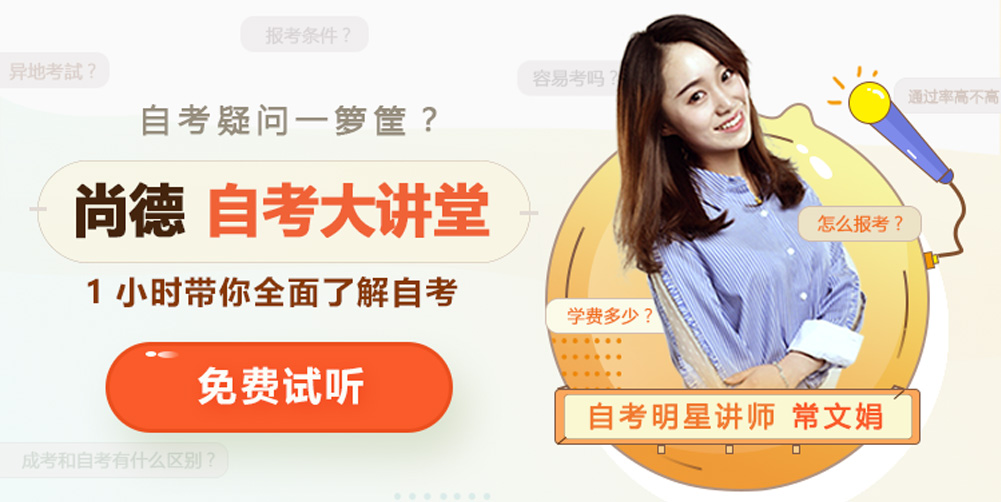 报考条件？
异地考試？
容易考吗？
通过率高不高
自考疑问一箩筐？
尚德 自考大讲堂
怎么报考？
1 小时带你全面了解自考
学费多少？
免费试听
自考明星讲师 常文娟
成考和自考有什么区别？